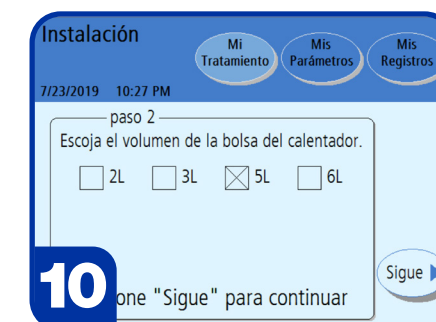 Instalación
Mi Tratamiento
Mis Parámetros
Mis Registros
7/23/2019 10:27 PM
paso 2
Escoja el volumen de la bolsa del calentador.
2L 3L 5L 6L
Sigue
10
one "Sigue" para continuar